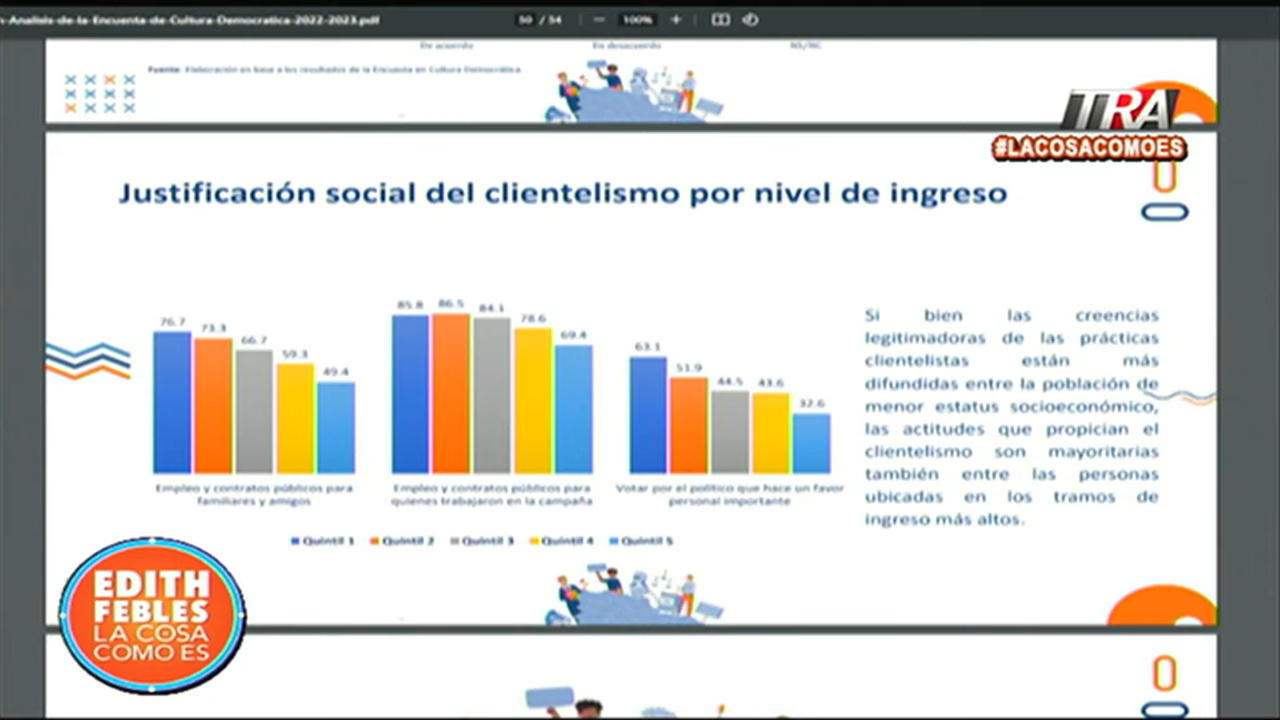 n-Analisis-de-la-Encuenta-de-Cultura-Democratica-2022-2023.pdf
50 / 54
100%
De acuerdo
En desacuerdo
NS/NC
Fuente: Elaboración en base a los resultados de la Encuesta en Cultura Democrática
TRA
#LACOSACOMOES
Justificación social del clientelismo por nivel de ingreso
76.7
73.3
66.7
59.3
49.4
85.8
86.5
84.1
78.6
69.4
63.1
51.9
44.5
43.6
32.6
Empleo y contratos públicos para
familiares y amigos
Empleo y contratos públicos para
quienes trabajaron en la campaña
Votar por el político que hace un favor
personal importante
Quintil 1
Quintil 2
Quintil 3
Quintil 4
Quintil 5
Si bien las creencias
legitimadoras de las prácticas
clientelistas están más
difundidas entre la población de
menor estatus socioeconómico,
las actitudes que propician el
clientelismo son mayoritarias
también entre las personas
ubicadas en los tramos de
ingreso más altos.
EDITH
FEBLES
LA COSA
COMO ES